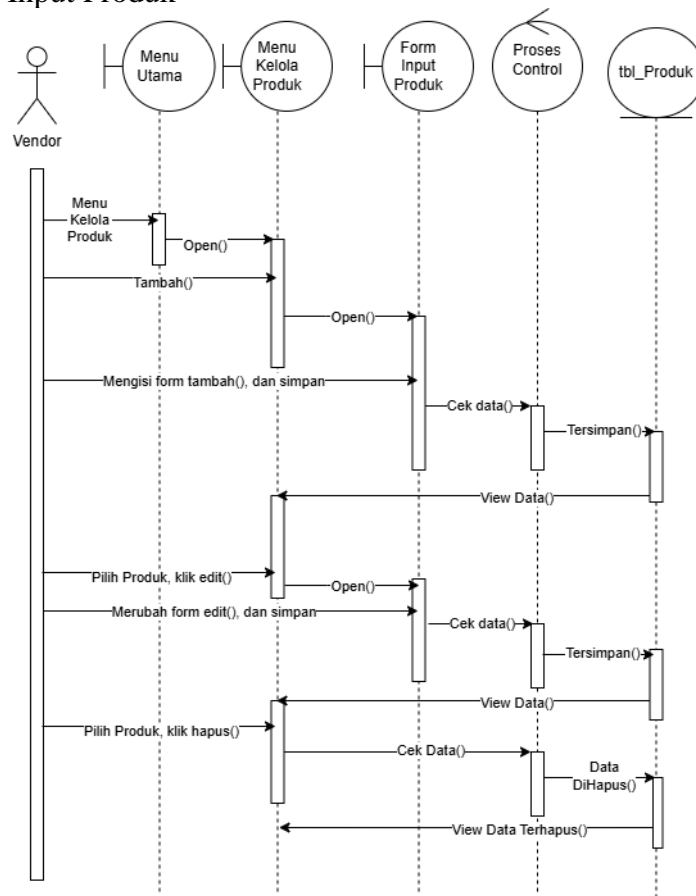 Input Produk
Menu
Utama
Menu
Kelola
Produk
Form
Input
Produk
Proses
Control
tbl_Produk
Vendor
Menu
Kelola
Produk
Open()
Tambah()
Open()
Mengisi form tambah(), dan simpan
Cek data()
Tersimpan()
View Data()
Pilih Produk, klik edit()
Open()
Merubah form edit(), dan simpan
Cek data()
Tersimpan()
View Data()
Pilih Produk, klik hapus()
Cek Data()
Data
DiHapus()
View Data Terhapus()